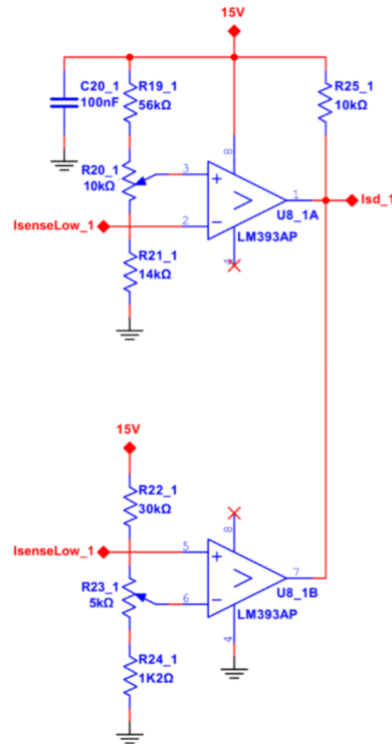 15V
C20_1
100nF
R19_1
56kΩ
R25_1
10kΩ
R20_1
10kΩ
3
8
+
1
Isd_1
U8_1A
IsenseLow_1
2
−
LM393AP
4
R21_1
14kΩ
15V
R22_1
30kΩ
8
IsenseLow_1
5
+
7
R23_1
5kΩ
6
−
U8_1B
LM393AP
4
R24_1
1K2Ω